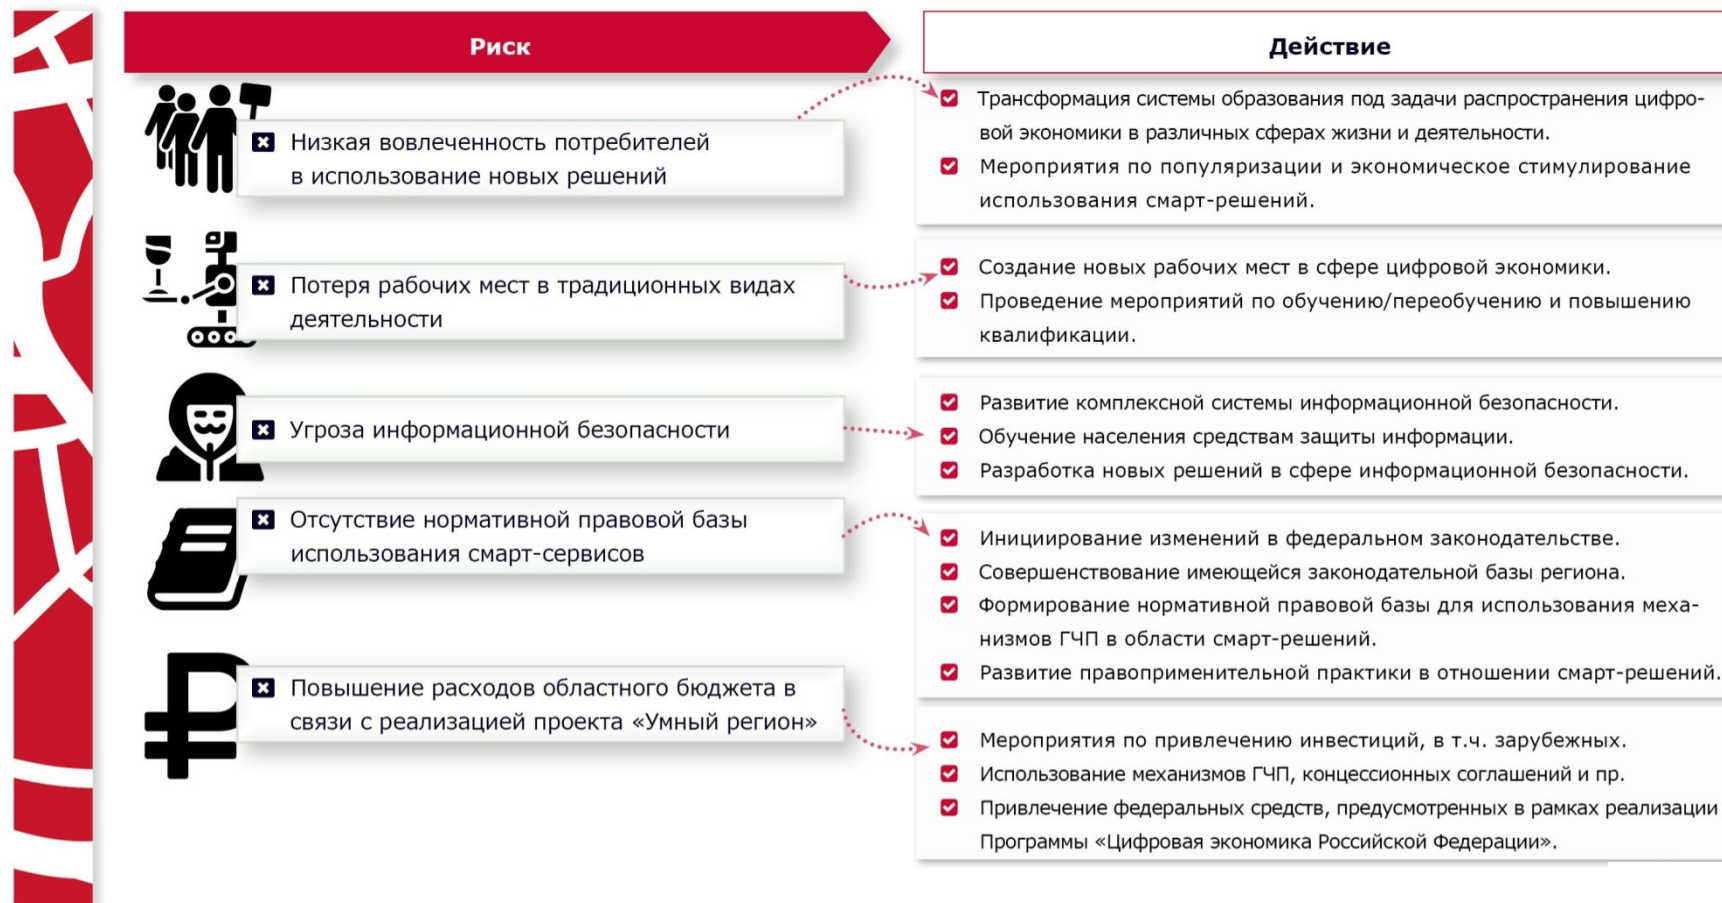 Риск
Действие
Низкая вовлеченность потребителей
в использование новых решений
Трансформация системы образования под задачи распространения цифро-
вой экономики в различных сферах жизни и деятельности.
Мероприятия по популяризации и экономическое стимулирование
использования смарт-решений.
Потеря рабочих мест в традиционных видах
деятельности
Создание новых рабочих мест в сфере цифровой экономики.
Проведение мероприятий по обучению/переобучению и повышению
квалификации.
Угроза информационной безопасности
Развитие комплексной системы информационной безопасности.
Обучение населения средствам защиты информации.
Разработка новых решений в сфере информационной безопасности.
Отсутствие нормативной правовой базы
использования смарт-сервисов
Инициирование изменений в федеральном законодательстве.
Совершенствование имеющейся законодательной базы региона.
Формирование нормативной правовой базы для использования меха-
низмов ГЧП в области смарт-решений.
Развитие правоприменительной практики в отношении смарт-решений.
Повышение расходов областного бюджета в
связи с реализацией проекта «Умный регион»
Мероприятия по привлечению инвестиций, в т.ч. зарубежных.
Использование механизмов ГЧП, концессионных соглашений и пр.
Привлечение федеральных средств, предусмотренных в рамках реализации
Программы «Цифровая экономика Российской Федерации».